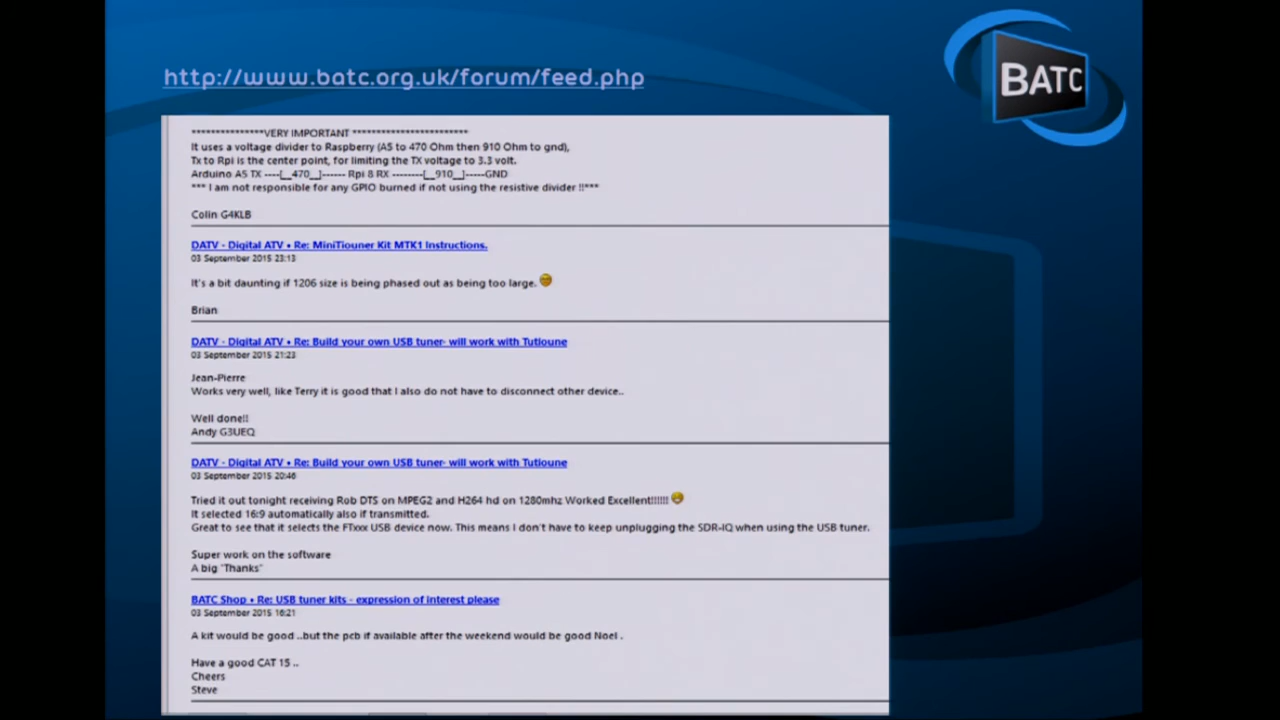 http://www.batc.org.uk/forum/feed.php
BATC
***************VERY IMPORTANT ************************
It uses a voltage divider to Raspberry (A5 to 470 Ohm then 910 Ohm to gnd),
Tx to Rpi is the center point, for limiting the TX voltage to 3.3 volt.
Arduino A5 TX ----[__470__]------ Rpi 8 RX --------[__910__]-----GND
*** I am not responsible for any GPIO burned if not using the resistive divider !!***
Colin G4KLB
DATV - Digital ATV • Re: MiniTiouner Kit MTK1 Instructions.
03 September 2015 23:13
It's a bit daunting if 1206 size is being phased out as being too large.
Brian
DATV - Digital ATV • Re: Build your own USB tuner- will work with Tutioune
03 September 2015 21:23
Jean-Pierre
Works very well, like Terry it is good that I also do not have to disconnect other device..
Well done!!
Andy G3UEQ
DATV - Digital ATV • Re: Build your own USB tuner- will work with Tutioune
03 September 2015 20:46
Tried it out tonight receiving Rob DTS on MPEG2 and H264 hd on 1280mhz Worked Excellent!!!!!!
It selected 16:9 automatically also if transmitted.
Great to see that it selects the FTxxx USB device now. This means I don't have to keep unplugging the SDR-IQ when using the USB tuner.
Super work on the software
A big "Thanks"
BATC Shop • Re: USB tuner kits - expression of interest please
03 September 2015 16:21
A kit would be good ..but the pcb if available after the weekend would be good Noel .
Have a good CAT 15 ..
Cheers
Steve